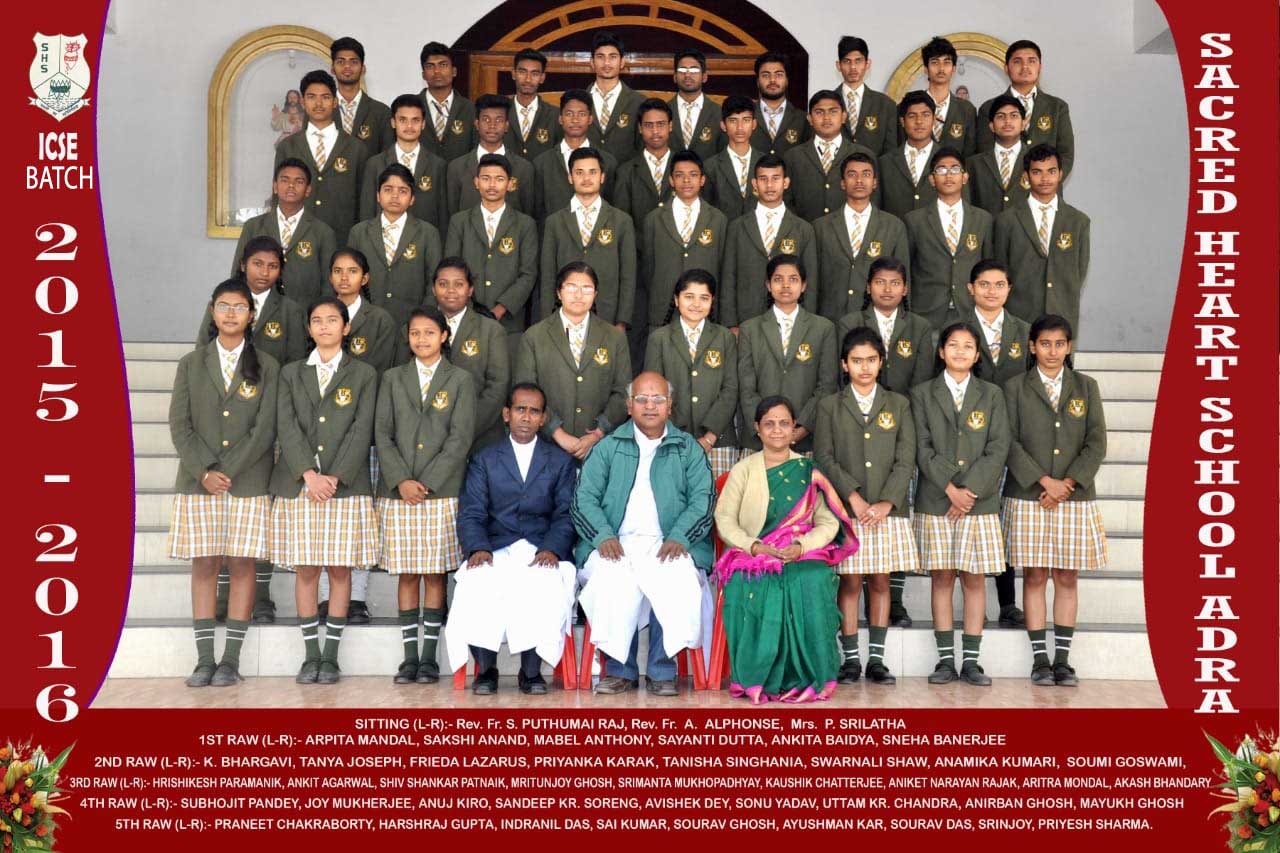 SHS
ICSE
BATCH
2015 - 2016
SACRED HEART SCHOOL ADRA
SITTING (L-R):- Rev. Fr. S. PUTHUMAI RAJ, Rev. Fr. A. ALPHONSE, Mrs. P. SRILATHA
1ST RAW (L-R):- ARPITA MANDAL, SAKSHI ANAND, MABEL ANTHONY, SAYANTI DUTTA, ANKITA BAIDYA, SNEHA BANERJEE
2ND RAW (L-R):- K. BHARGAVI, TANYA JOSEPH, FRIEDA LAZARUS, PRIYANKA KARAK, TANISHA SINGHANIA, SWARNALI SHAW, ANAMIKA KUMARI, SOUMI GOSWAMI,
3RD RAW (L-R):- HRISHIKESH PARAMANIK, ANKIT AGARWAL, SHIV SHANKAR PATNAIK, MRITUNJOY GHOSH, SRIMANTA MUKHOPADHYAY, KAUSHIK CHATTERJEE, ANIKET NARAYAN RAJAK, ARITRA MONDAL, AKASH BHANDARY
4TH RAW (L-R):- SUBHOJIT PANDEY, JOY MUKHERJEE, ANUJ KIRO, SANDEEP KR. SORENG, AVISHEK DEY, SONU YADAV, UTTAM KR. CHANDRA, ANIRBAN GHOSH, MAYUKH GHOSH
5TH RAW (L-R):- PRANEET CHAKRABORTY, HARSHRAJ GUPTA, INDRANIL DAS, SAI KUMAR, SOURAV GHOSH, AYUSHMAN KAR, SOURAV DAS, SRINJOY, PRIYESH SHARMA.